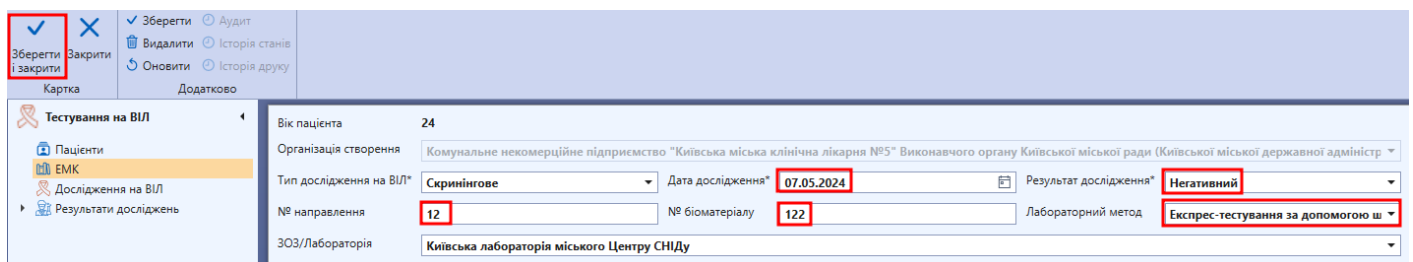 Зберегти і закрити
Закрити
Картка
Зберегти
Видалити
Оновити
Аудит
Історія станів
Історія друку
Додатково
Тестування на ВІЛ
Пацієнти
ЕМК
Дослідження на ВІЛ
Результати досліджень
Вік пацієнта 24
Організація створення Комунальне некомерційне підприємство "Київська міська клінічна лікарня №5" Виконавчого органу Київської міської ради (Київської міської державної адміністр
Тип дослідження на ВІЛ* Скринінгове Дата дослідження* 07.05.2024 Результат дослідження* Негативний
№ направлення 12 № біоматеріалу 122 Лабораторний метод Експрес-тестування за допомогою ш
ЗОЗ/Лабораторія Київська лабораторія міського Центру СНІДу